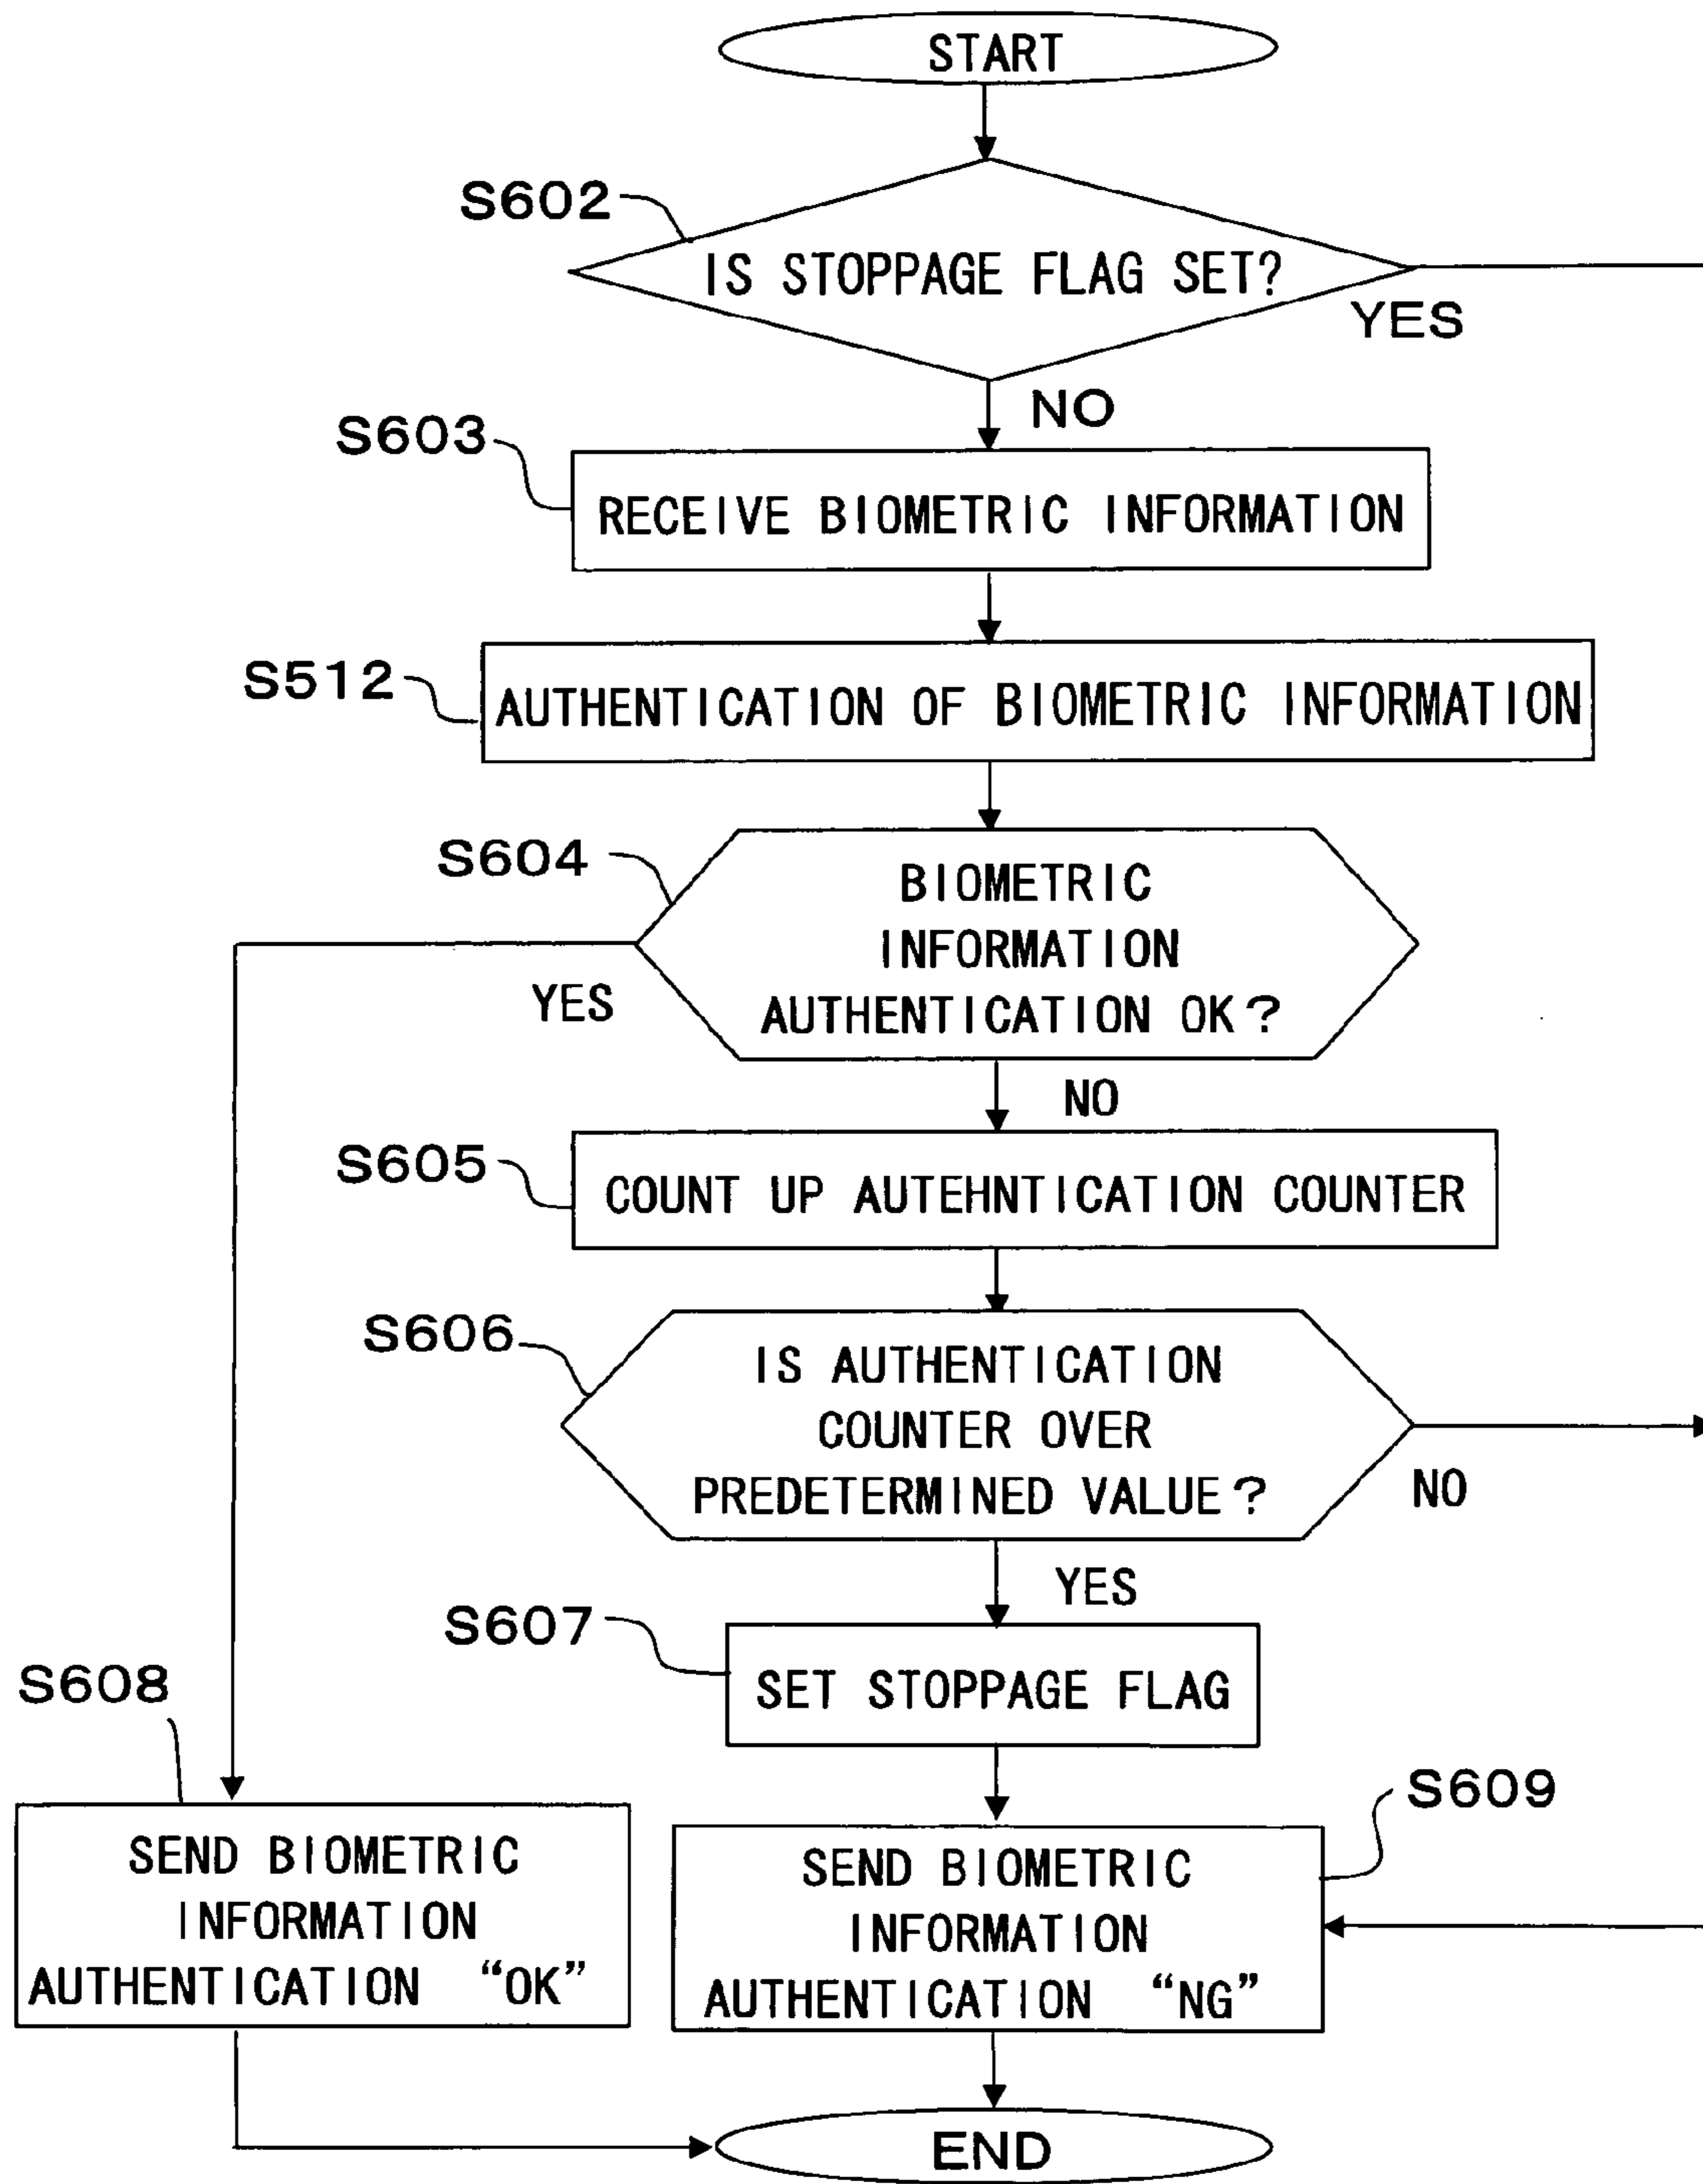 START
S602
IS STOPPAGE FLAG SET?
YES
NO
S603
RECEIVE BIOMETRIC INFORMATION
S512
AUTHENTICATION OF BIOMETRIC INFORMATION
S604
BIOMETRIC
INFORMATION
AUTHENTICATION OK?
YES
NO
S605
COUNT UP AUTEHNTICATION COUNTER
S606
IS AUTHENTICATION
COUNTER OVER
PREDETERMINED VALUE?
NO
YES
S607
SET STOPPAGE FLAG
S608
SEND BIOMETRIC
INFORMATION
AUTHENTICATION “OK”
S609
SEND BIOMETRIC
INFORMATION
AUTHENTICATION “NG”
END